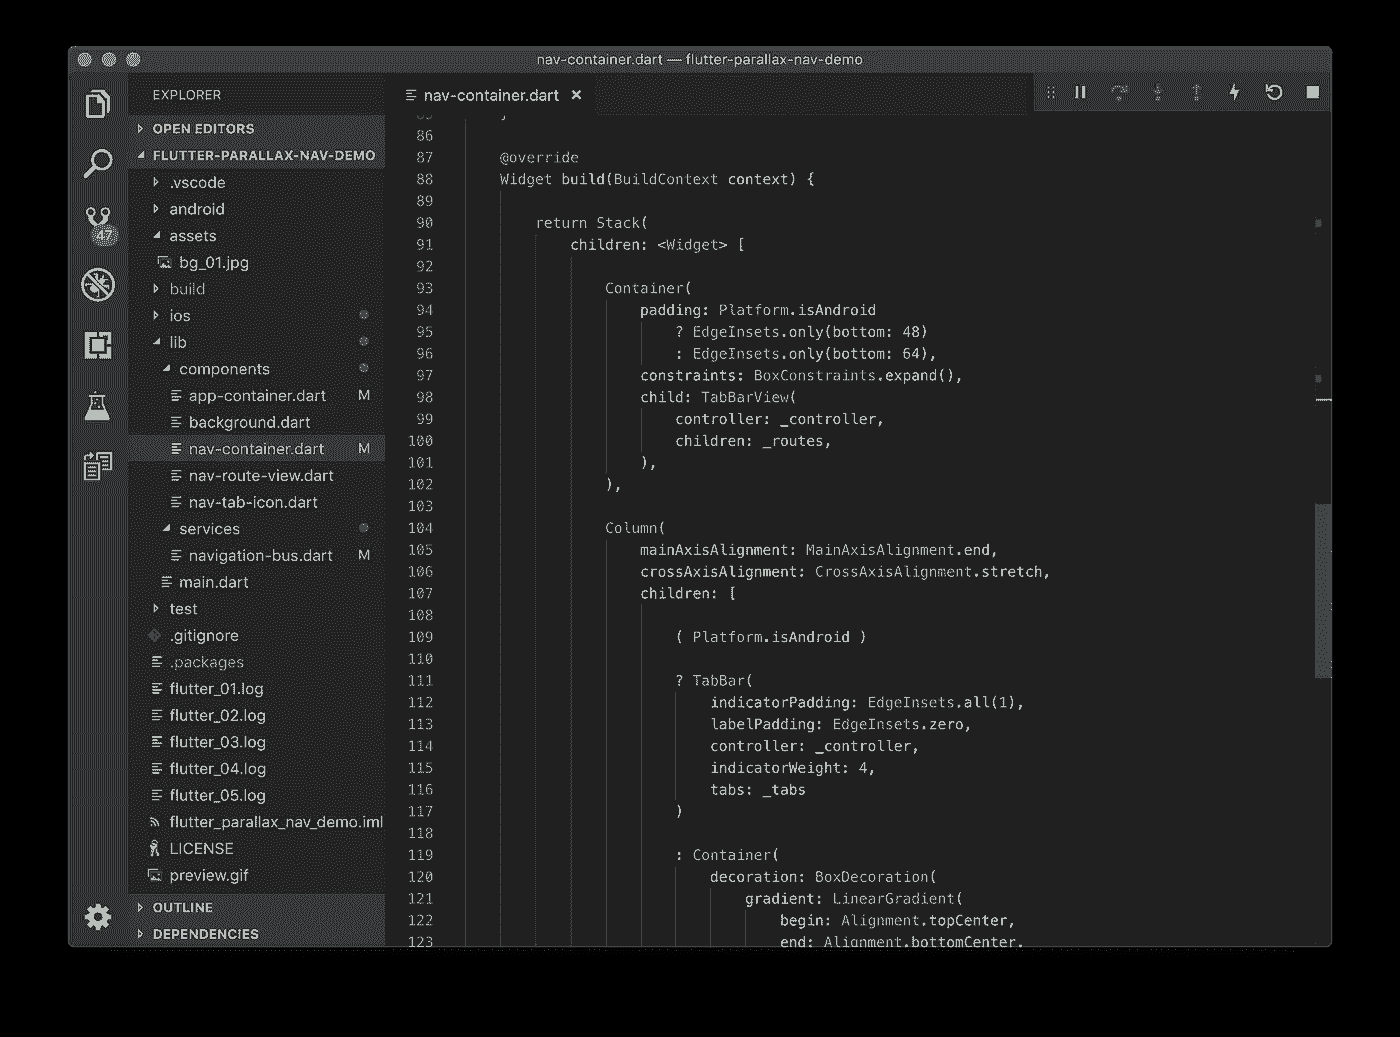 nav-container.dart — flutter-parallax-nav-demo
EXPLORER
OPEN EDITORS
FLUTTER-PARALLAX-NAV-DEMO
.vscode
android
assets
bg_01.jpg
build
ios
lib
components
app-container.dart M
background.dart
nav-container.dart M
nav-route-view.dart
nav-tab-icon.dart
services
navigation-bus.dart M
main.dart
test
.gitignore
.packages
flutter_01.log
flutter_02.log
flutter_03.log
flutter_04.log
flutter_05.log
flutter_parallax_nav_demo.iml
LICENSE
preview.gif
OUTLINE
DEPENDENCIES
47
nav-container.dart ×
86
87 @override
88 Widget build(BuildContext context) {
89
90 return Stack(
91 children: <Widget> [
92
93 Container(
94 padding: Platform.isAndroid
95 ? EdgeInsets.only(bottom: 48)
96 : EdgeInsets.only(bottom: 64),
97 constraints: BoxConstraints.expand(),
98 child: TabBarView(
99 controller: _controller,
100 children: _routes,
101 ),
102 ),
103
104 Column(
105 mainAxisAlignment: MainAxisAlignment.end,
106 crossAxisAlignment: CrossAxisAlignment.stretch,
107 children: [
108
109 ( Platform.isAndroid )
110
111 ? TabBar(
112 indicatorPadding: EdgeInsets.all(1),
113 labelPadding: EdgeInsets.zero,
114 controller: _controller,
115 indicatorWeight: 4,
116 tabs: _tabs
117 )
118
119 : Container(
120 decoration: BoxDecoration(
121 gradient: LinearGradient(
122 begin: Alignment.topCenter,
123 end: Alignment.bottomCenter,